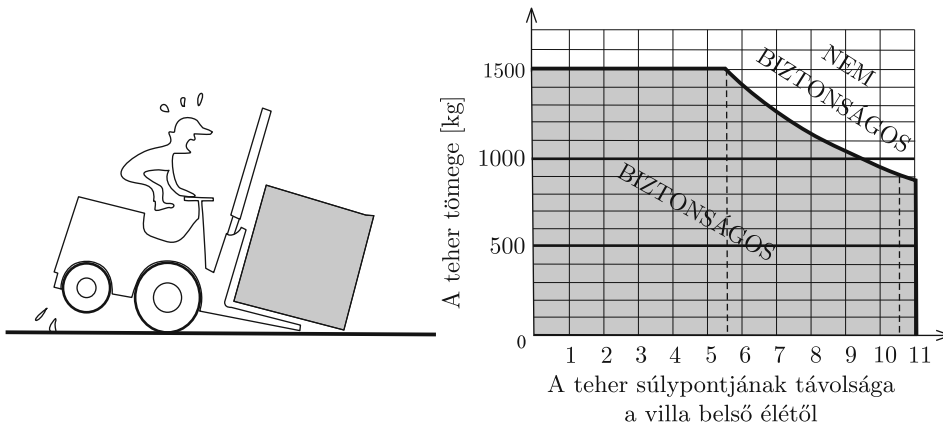 NEM
BIZTONSÁGOS
BIZTONSÁGOS
A teher tömege [kg]
1500
1000
500
0
1 2 3 4 5 6 7 8 9 10 11
A teher súlypontjának távolsága
a villa belső élétől